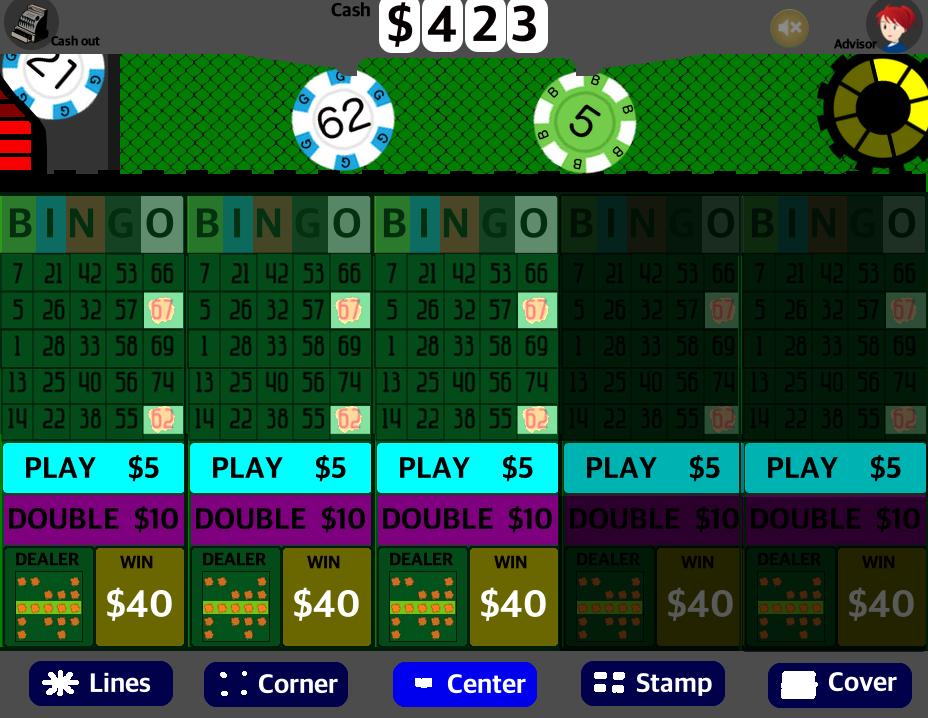 Cash $423
Cash out
Advisor
21 G G G
G 62 G G G G G
B 5 B B B B B
B I N G O B I N G O B I N G O B I N G O B I N G O
7 21 42 53 66 7 21 42 53 66 7 21 42 53 66 7 21 42 53 66 7 21 42 53 66
5 26 32 57 67 5 26 32 57 67 5 26 32 57 67 5 26 32 57 67 5 26 32 57 67
1 28 33 58 69 1 28 33 58 69 1 28 33 58 69 1 28 33 58 69 1 28 33 58 69
13 25 40 56 74 13 25 40 56 74 13 25 40 56 74 13 25 40 56 74 13 25 40 56 74
14 22 38 55 62 14 22 38 55 62 14 22 38 55 62 14 22 38 55 62 14 22 38 55 62
PLAY $5 PLAY $5 PLAY $5 PLAY $5 PLAY $5
DOUBLE $10 DOUBLE $10 DOUBLE $10 DOUBLE $10 DOUBLE $10
DEALER WIN DEALER WIN DEALER WIN DEALER WIN DEALER WIN
$40 $40 $40 $40 $40
Lines Corner Center Stamp Cover